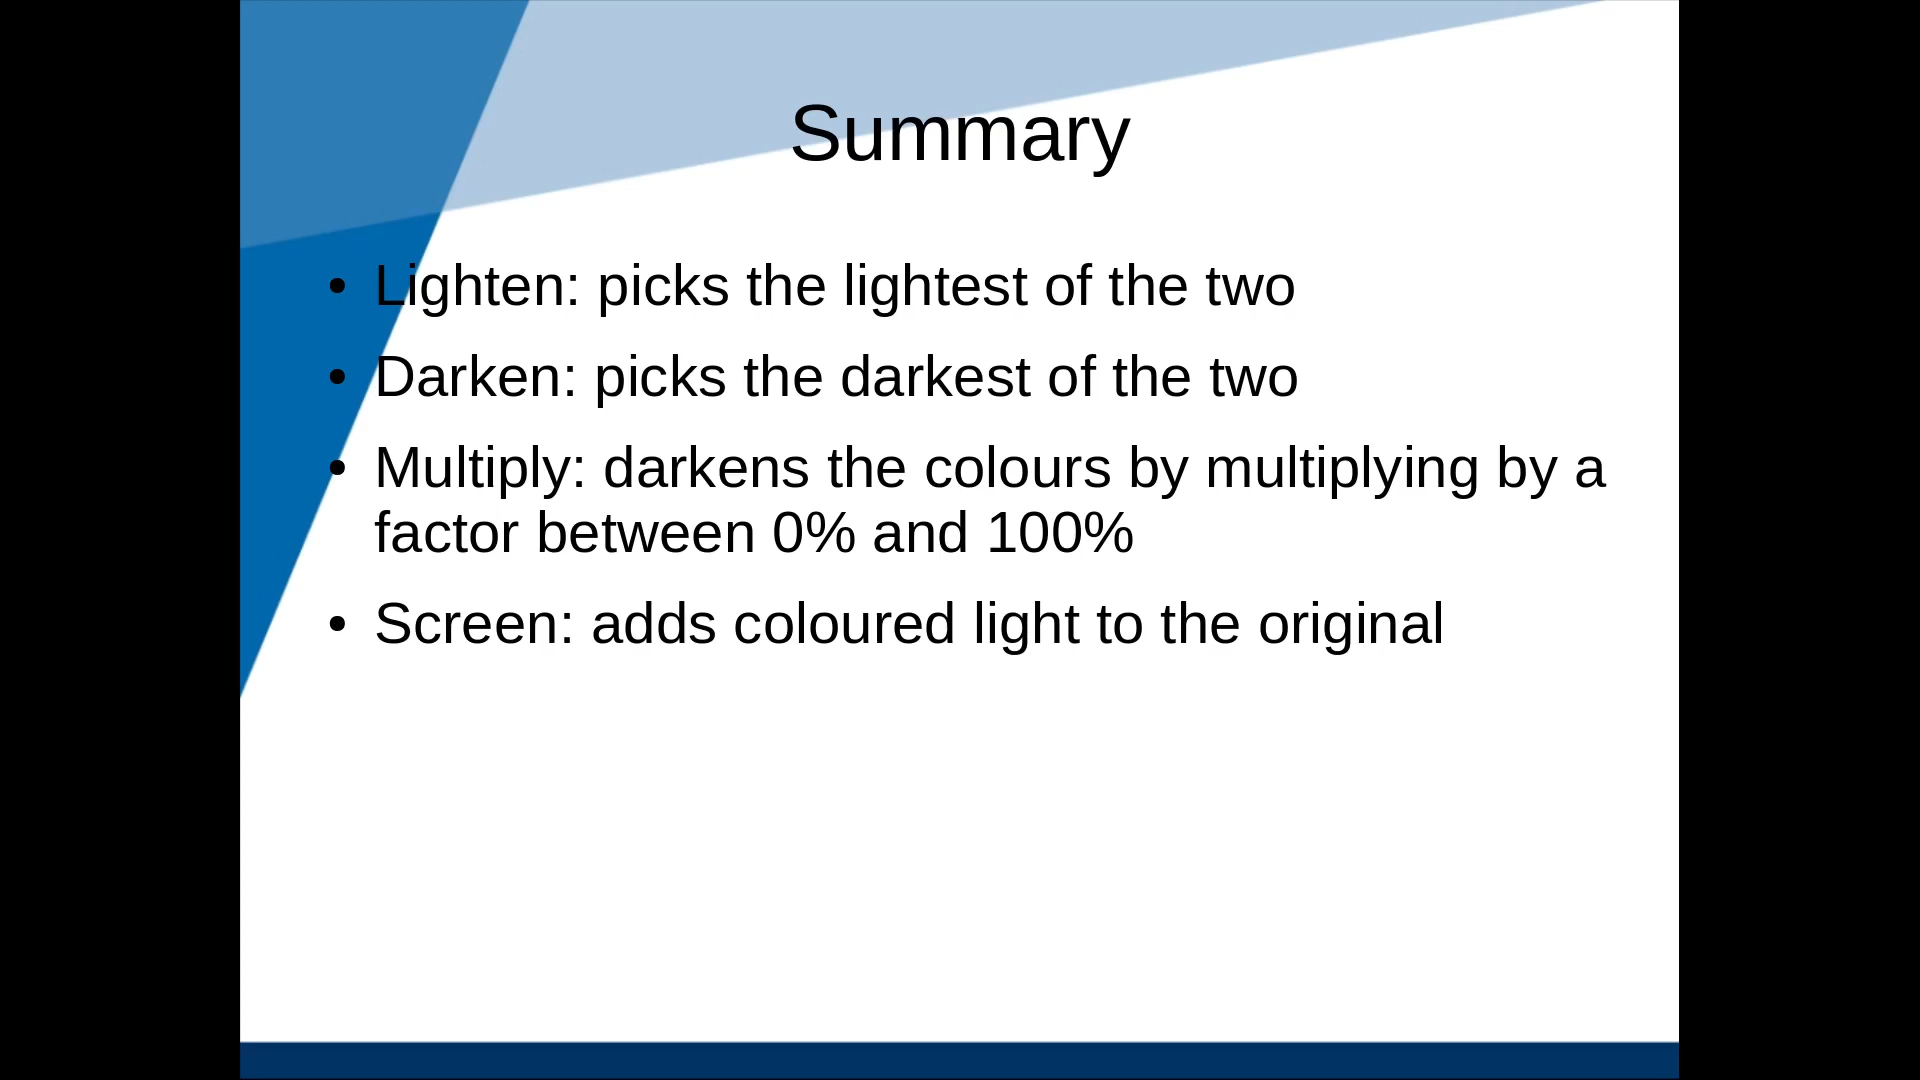 Summary
• Lighten: picks the lightest of the two
• Darken: picks the darkest of the two
• Multiply: darkens the colours by multiplying by a
factor between 0% and 100%
• Screen: adds coloured light to the original